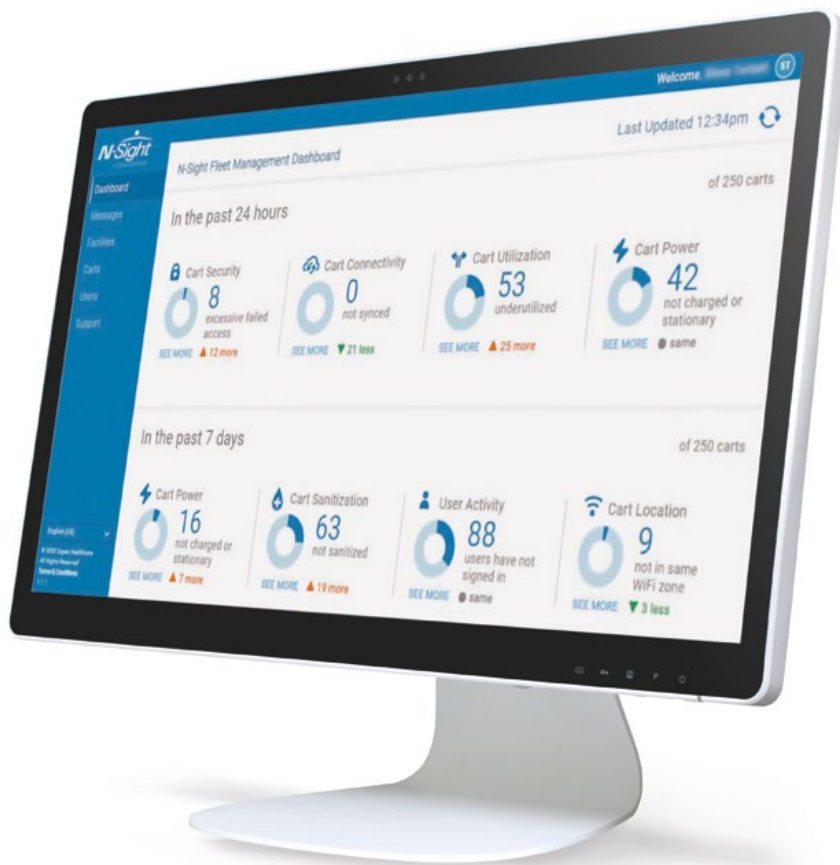 Welcome,
ST
N-Sight
N-Sight Fleet Management Dashboard
Last Updated 12:34pm
Dashboard
Messages
Facilities
Carts
Users
Support
In the past 24 hours
of 250 carts
Cart Security
8
excessive failed
access
SEE MORE ▲ 12 more
Cart Connectivity
0
not synced
SEE MORE ▼ 21 less
Cart Utilization
53
underutilized
SEE MORE ▲ 25 more
Cart Power
42
not charged or
stationary
SEE MORE ● same
In the past 7 days
of 250 carts
Cart Power
16
not charged or
stationary
SEE MORE ▲ 7 more
Cart Sanitization
63
not sanitized
SEE MORE ▲ 19 more
User Activity
88
users have not
signed in
SEE MORE ● same
Cart Location
9
not in same
WiFi zone
SEE MORE ▼ 3 less
English (US)
© 2020 Capsa Healthcare
All Rights Reserved
Terms & Conditions